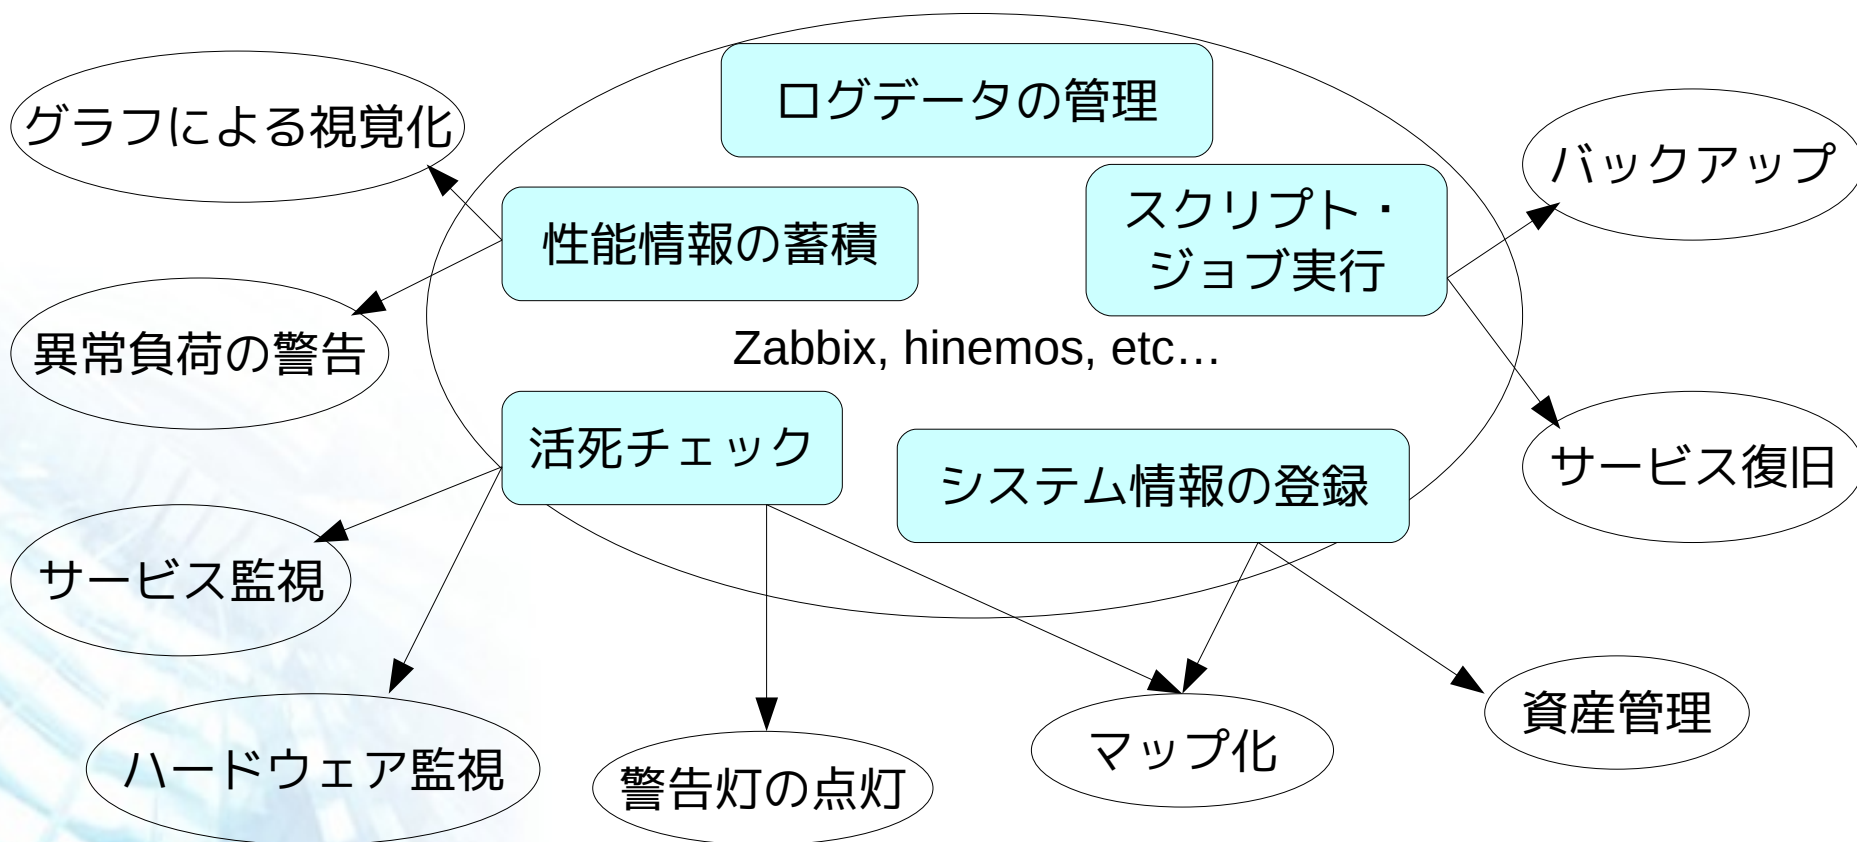 ログデータの管理
グラフによる視覚化
バックアップ
スクリプト・
ジョブ実行
性能情報の蓄積
異常負荷の警告
Zabbix, hinemos, etc…
活死チェック
システム情報の登録
サービス復旧
サービス監視
資産管理
マップ化
ハードウェア監視
警告灯の点灯